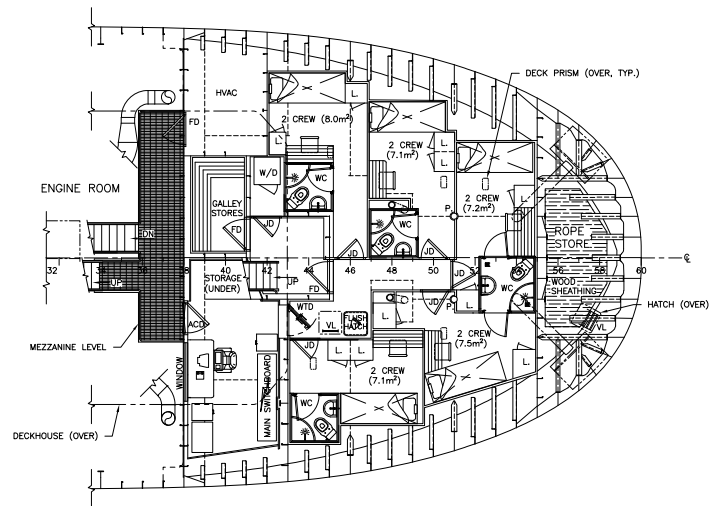 DECK PRISM (OVER, TYP.)
HVAC
L.
2 CREW (8.0m²)
FD
L.
2 CREW
(7.1m²)
L.
L.
W/D
WC
ENGINE ROOM
GALLEY
STORES
2 CREW
(7.2m²)
L.
P.
WC
ROPE
STORE
DN
FD
JD
JD
JD
32
34
36
38
40
42
46
50
56
58
60
UP
STORAGE
(UNDER)
UP
FD
JD
WC
WOOD
SHEATHING
WTD
JD
P.
HATCH (OVER)
ACD
VL
FLUSH
HATCH
L.
VL
MEZZANINE LEVEL
JD
L.
L.
2 CREW
(7.5m²)
L.
WINDOW
2 CREW
(7.1m²)
MAIN SWITCHBOARD
WC
DECKHOUSE (OVER)